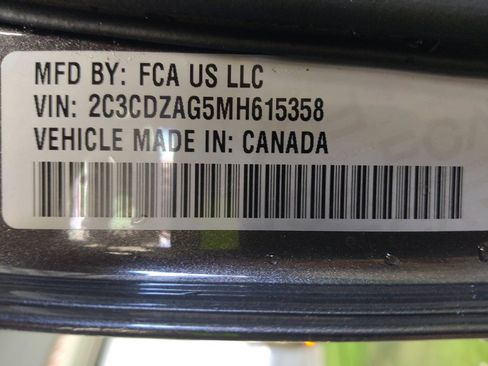 MFD BY: FCA US LLC
VIN: 2C3CDZAG5MH615358
VEHICLE MADE IN: CANADA